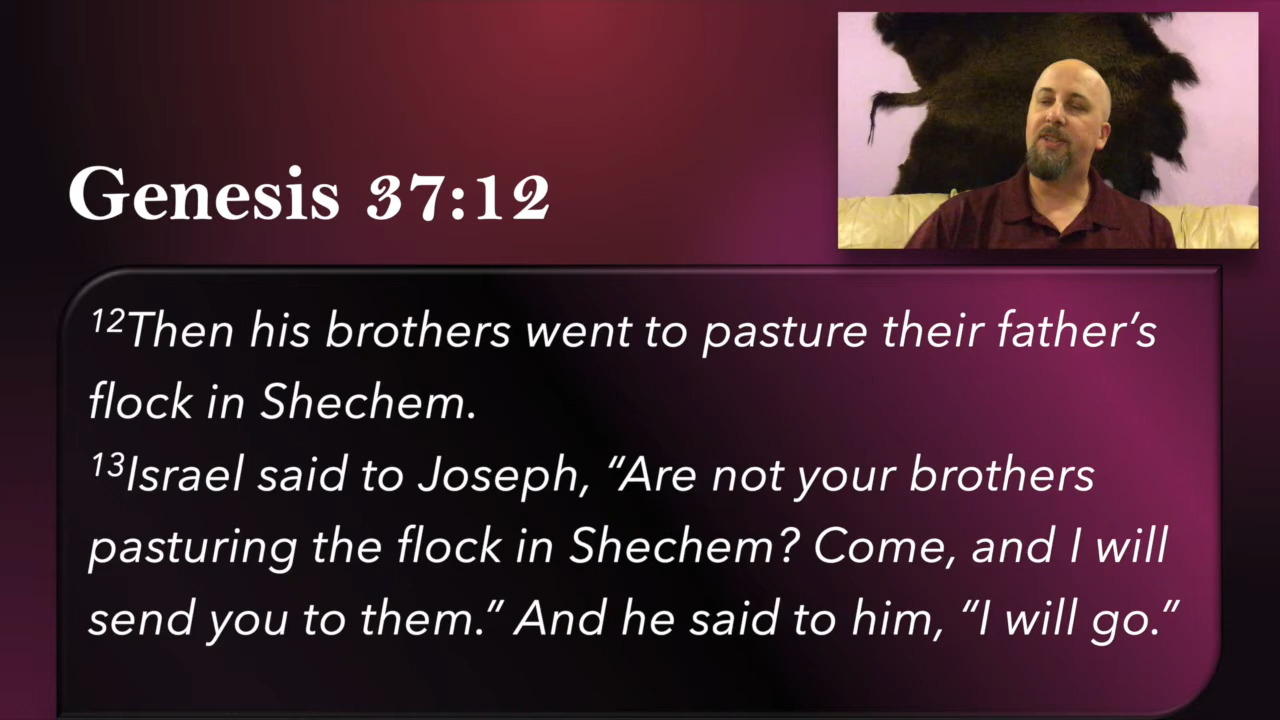 Genesis 37:12
¹²Then his brothers went to pasture their father’s
flock in Shechem.
¹³Israel said to Joseph, “Are not your brothers
pasturing the flock in Shechem? Come, and I will
send you to them.” And he said to him, “I will go.”